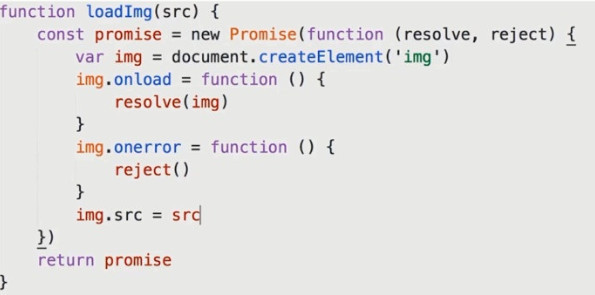 function loadImg(src) {
    const promise = new Promise(function (resolve, reject) {
        var img = document.createElement('img')
        img.onload = function () {
            resolve(img)
        }
        img.onerror = function () {
            reject()
        }
        img.src = src
    })
    return promise
}